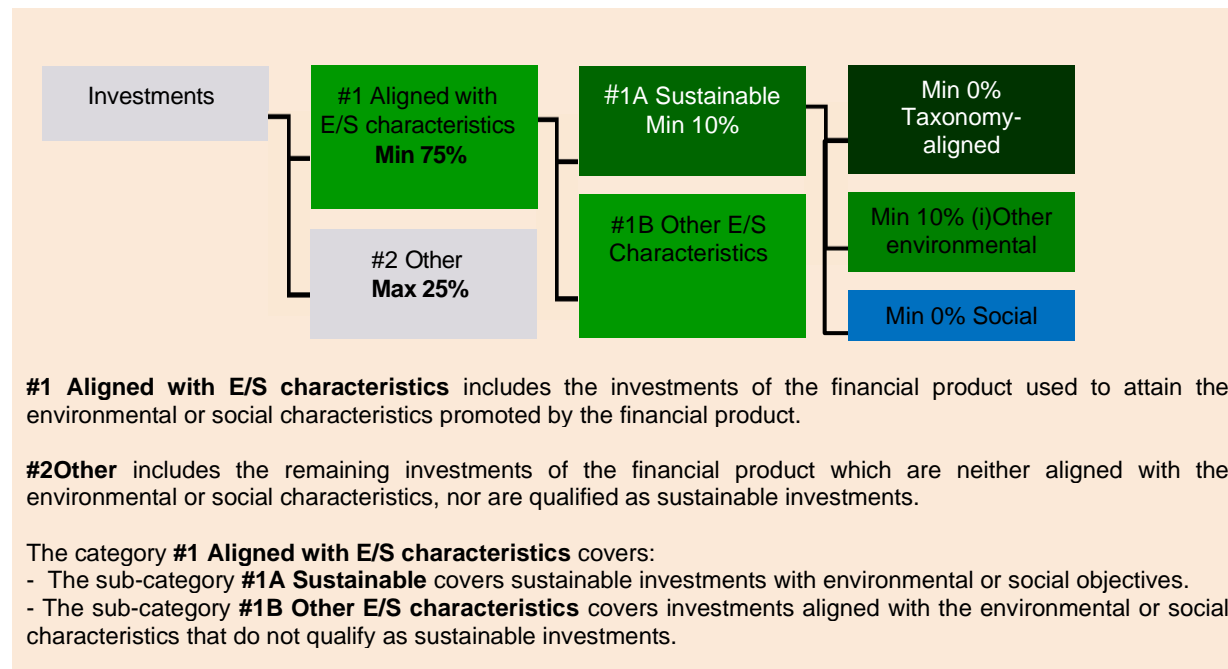 Investments
#1 Aligned with
E/S characteristics
Min 75%
#2 Other
Max 25%
#1A Sustainable
Min 10%
#1B Other E/S
Characteristics
Min 0%
Taxonomy-
aligned
Min 10% (i)Other
environmental
Min 0% Social
#1 Aligned with E/S characteristics includes the investments of the financial product used to attain the
environmental or social characteristics promoted by the financial product.
#2Other includes the remaining investments of the financial product which are neither aligned with the
environmental or social characteristics, nor are qualified as sustainable investments.
The category #1 Aligned with E/S characteristics covers:
- The sub-category #1A Sustainable covers sustainable investments with environmental or social objectives.
- The sub-category #1B Other E/S characteristics covers investments aligned with the environmental or social
characteristics that do not qualify as sustainable investments.